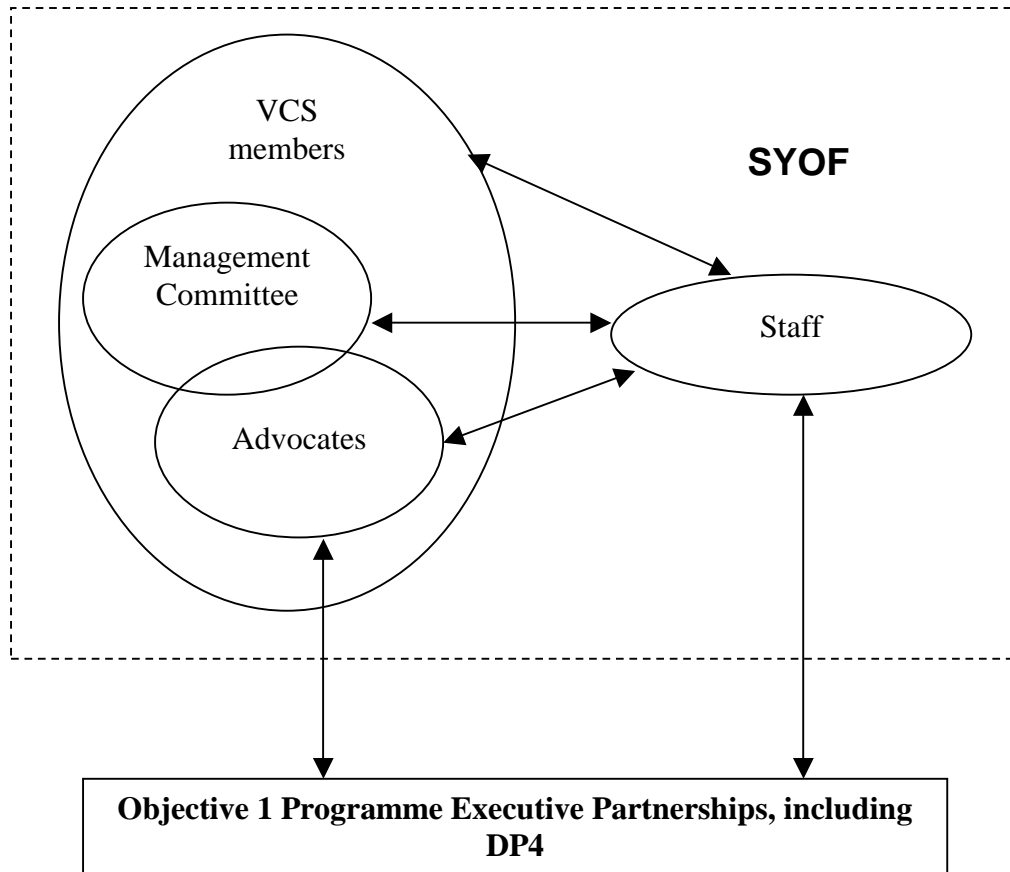 VCS
members
SYOF
Management
Committee
Staff
Advocates
Objective 1 Programme Executive Partnerships, including
DP4